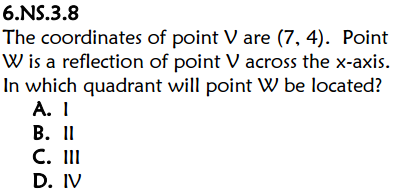 6.NS.3.8
The coordinates of point V are (7, 4).  Point
W is a reflection of point V across the x-axis.
In which quadrant will point W be located?
A.  I
B.  II
C.  III
D.  IV